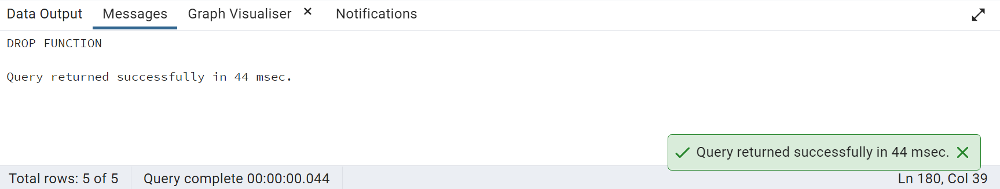 Data Output Messages Graph Visualiser Notifications
DROP FUNCTION
Query returned successfully in 44 msec.
Query returned successfully in 44 msec.
Total rows: 5 of 5 Query complete 00:00:00.044 Ln 180, Col 39